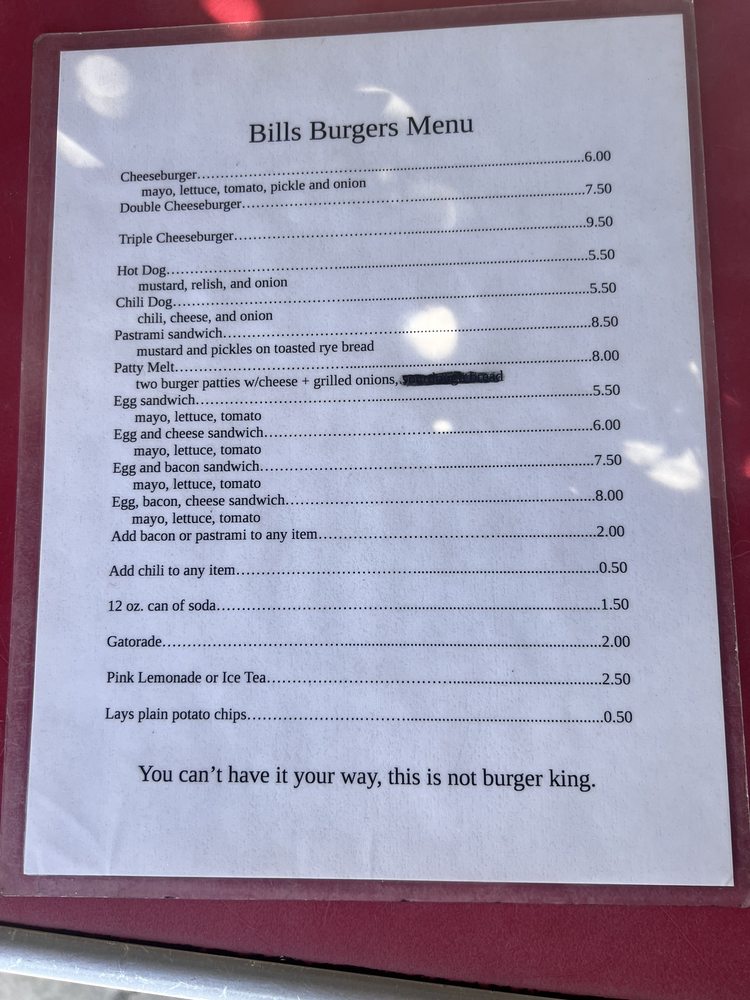 Bills Burgers Menu
Cheeseburger....................6.00
mayo, lettuce, tomato, pickle and onion
Double Cheeseburger....................7.50
Triple Cheeseburger....................9.50
Hot Dog....................5.50
mustard, relish, and onion
Chili Dog....................5.50
chili, cheese, and onion
Pastrami sandwich....................8.50
mustard and pickles on toasted rye bread
Patty Melt....................8.00
two burger patties w/cheese + grilled onions,
Egg sandwich....................5.50
mayo, lettuce, tomato
Egg and cheese sandwich....................6.00
mayo, lettuce, tomato
Egg and bacon sandwich....................7.50
mayo, lettuce, tomato
Egg, bacon, cheese sandwich....................8.00
mayo, lettuce, tomato
Add bacon or pastrami to any item....................2.00
Add chili to any item....................0.50
12 oz. can of soda....................1.50
Gatorade....................2.00
Pink Lemonade or Ice Tea....................2.50
Lays plain potato chips....................0.50
You can't have it your way, this is not burger king.